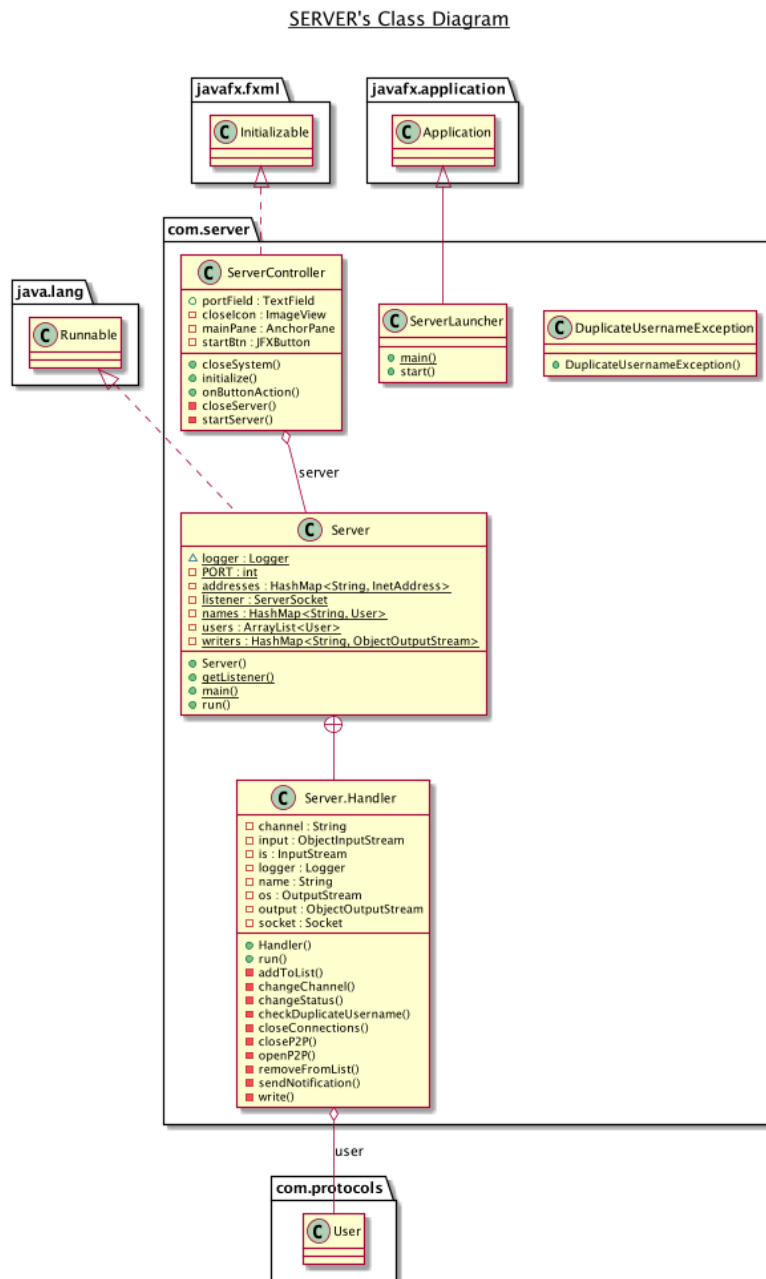 SERVER's Class Diagram
javafx.fxml
javafx.application
C Initializable
C Application
com.server
java.lang
C Runnable
C ServerController
portField : TextField
closeIcon : ImageView
mainPane : AnchorPane
startBtn : JFXButton
closeSystem()
initialize()
onButtonAction()
closeServer()
startServer()
C ServerLauncher
main()
start()
C DuplicateUsernameException
DuplicateUsernameException()
server
C Server
logger : Logger
PORT : int
addresses : HashMap<String, InetAddress>
listener : ServerSocket
names : HashMap<String, User>
users : ArrayList<User>
writers : HashMap<String, ObjectOutputStream>
Server()
getListener()
main()
run()
C Server.Handler
channel : String
input : ObjectInputStream
is : InputStream
logger : Logger
name : String
os : OutputStream
output : ObjectOutputStream
socket : Socket
Handler()
run()
addToList()
changeChannel()
changeStatus()
checkDuplicateUsername()
closeConnections()
closeP2P()
openP2P()
removeFromList()
sendNotification()
write()
user
com.protocols
C User